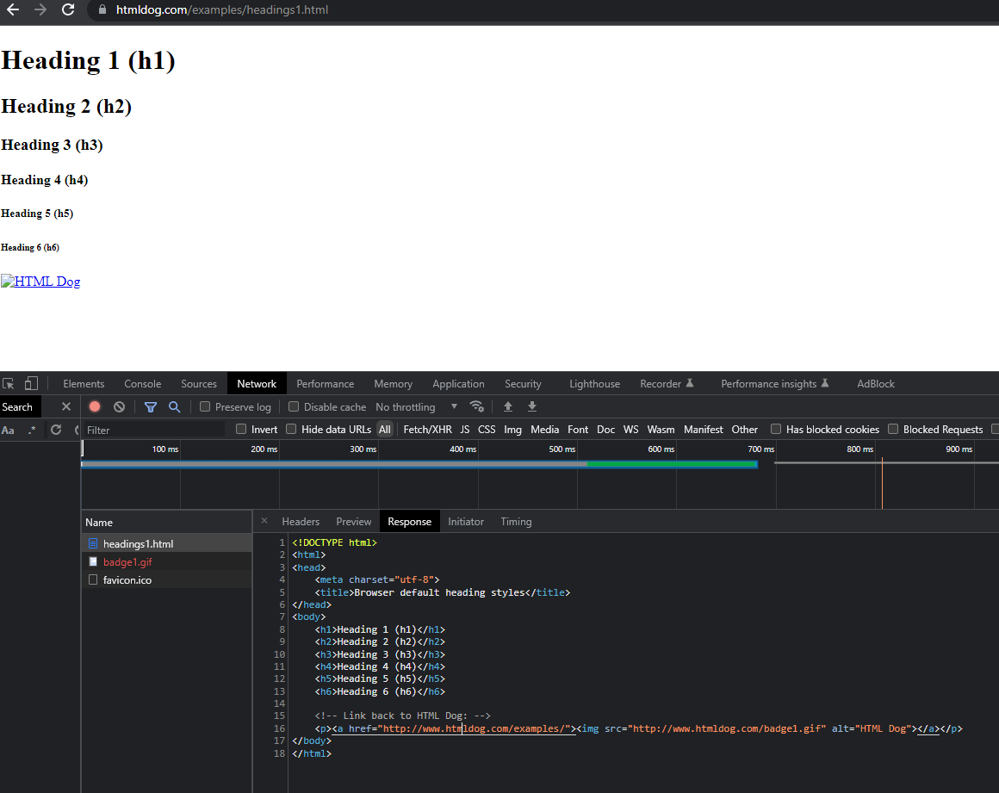 htmldog.com/examples/headings1.html
Heading 1 (h1)
Heading 2 (h2)
Heading 3 (h3)
Heading 4 (h4)
Heading 5 (h5)
Heading 6 (h6)
HTML Dog
Elements Console Sources Network Performance Memory Application Security Lighthouse Recorder Performance insights AdBlock
Search Preserve log Disable cache No throttling
Aa .* Filter Invert Hide data URLs All Fetch/XHR JS CSS Img Media Font Doc WS Wasm Manifest Other Has blocked cookies Blocked Requests
100 ms 200 ms 300 ms 400 ms 500 ms 600 ms 700 ms 800 ms 900 ms
Name
headings1.html
badge1.gif
favicon.ico
× Headers Preview Response Initiator Timing
1 <!DOCTYPE html>
2 <html>
3 <head>
4 <meta charset="utf-8">
5 <title>Browser default heading styles</title>
6 </head>
7 <body>
8 <h1>Heading 1 (h1)</h1>
9 <h2>Heading 2 (h2)</h2>
10 <h3>Heading 3 (h3)</h3>
11 <h4>Heading 4 (h4)</h4>
12 <h5>Heading 5 (h5)</h5>
13 <h6>Heading 6 (h6)</h6>
14
15 <!-- Link back to HTML Dog: -->
16 <p><a href="http://www.htmldog.com/examples/"><img src="http://www.htmldog.com/badge1.gif" alt="HTML Dog"></a></p>
17 </body>
18 </html>